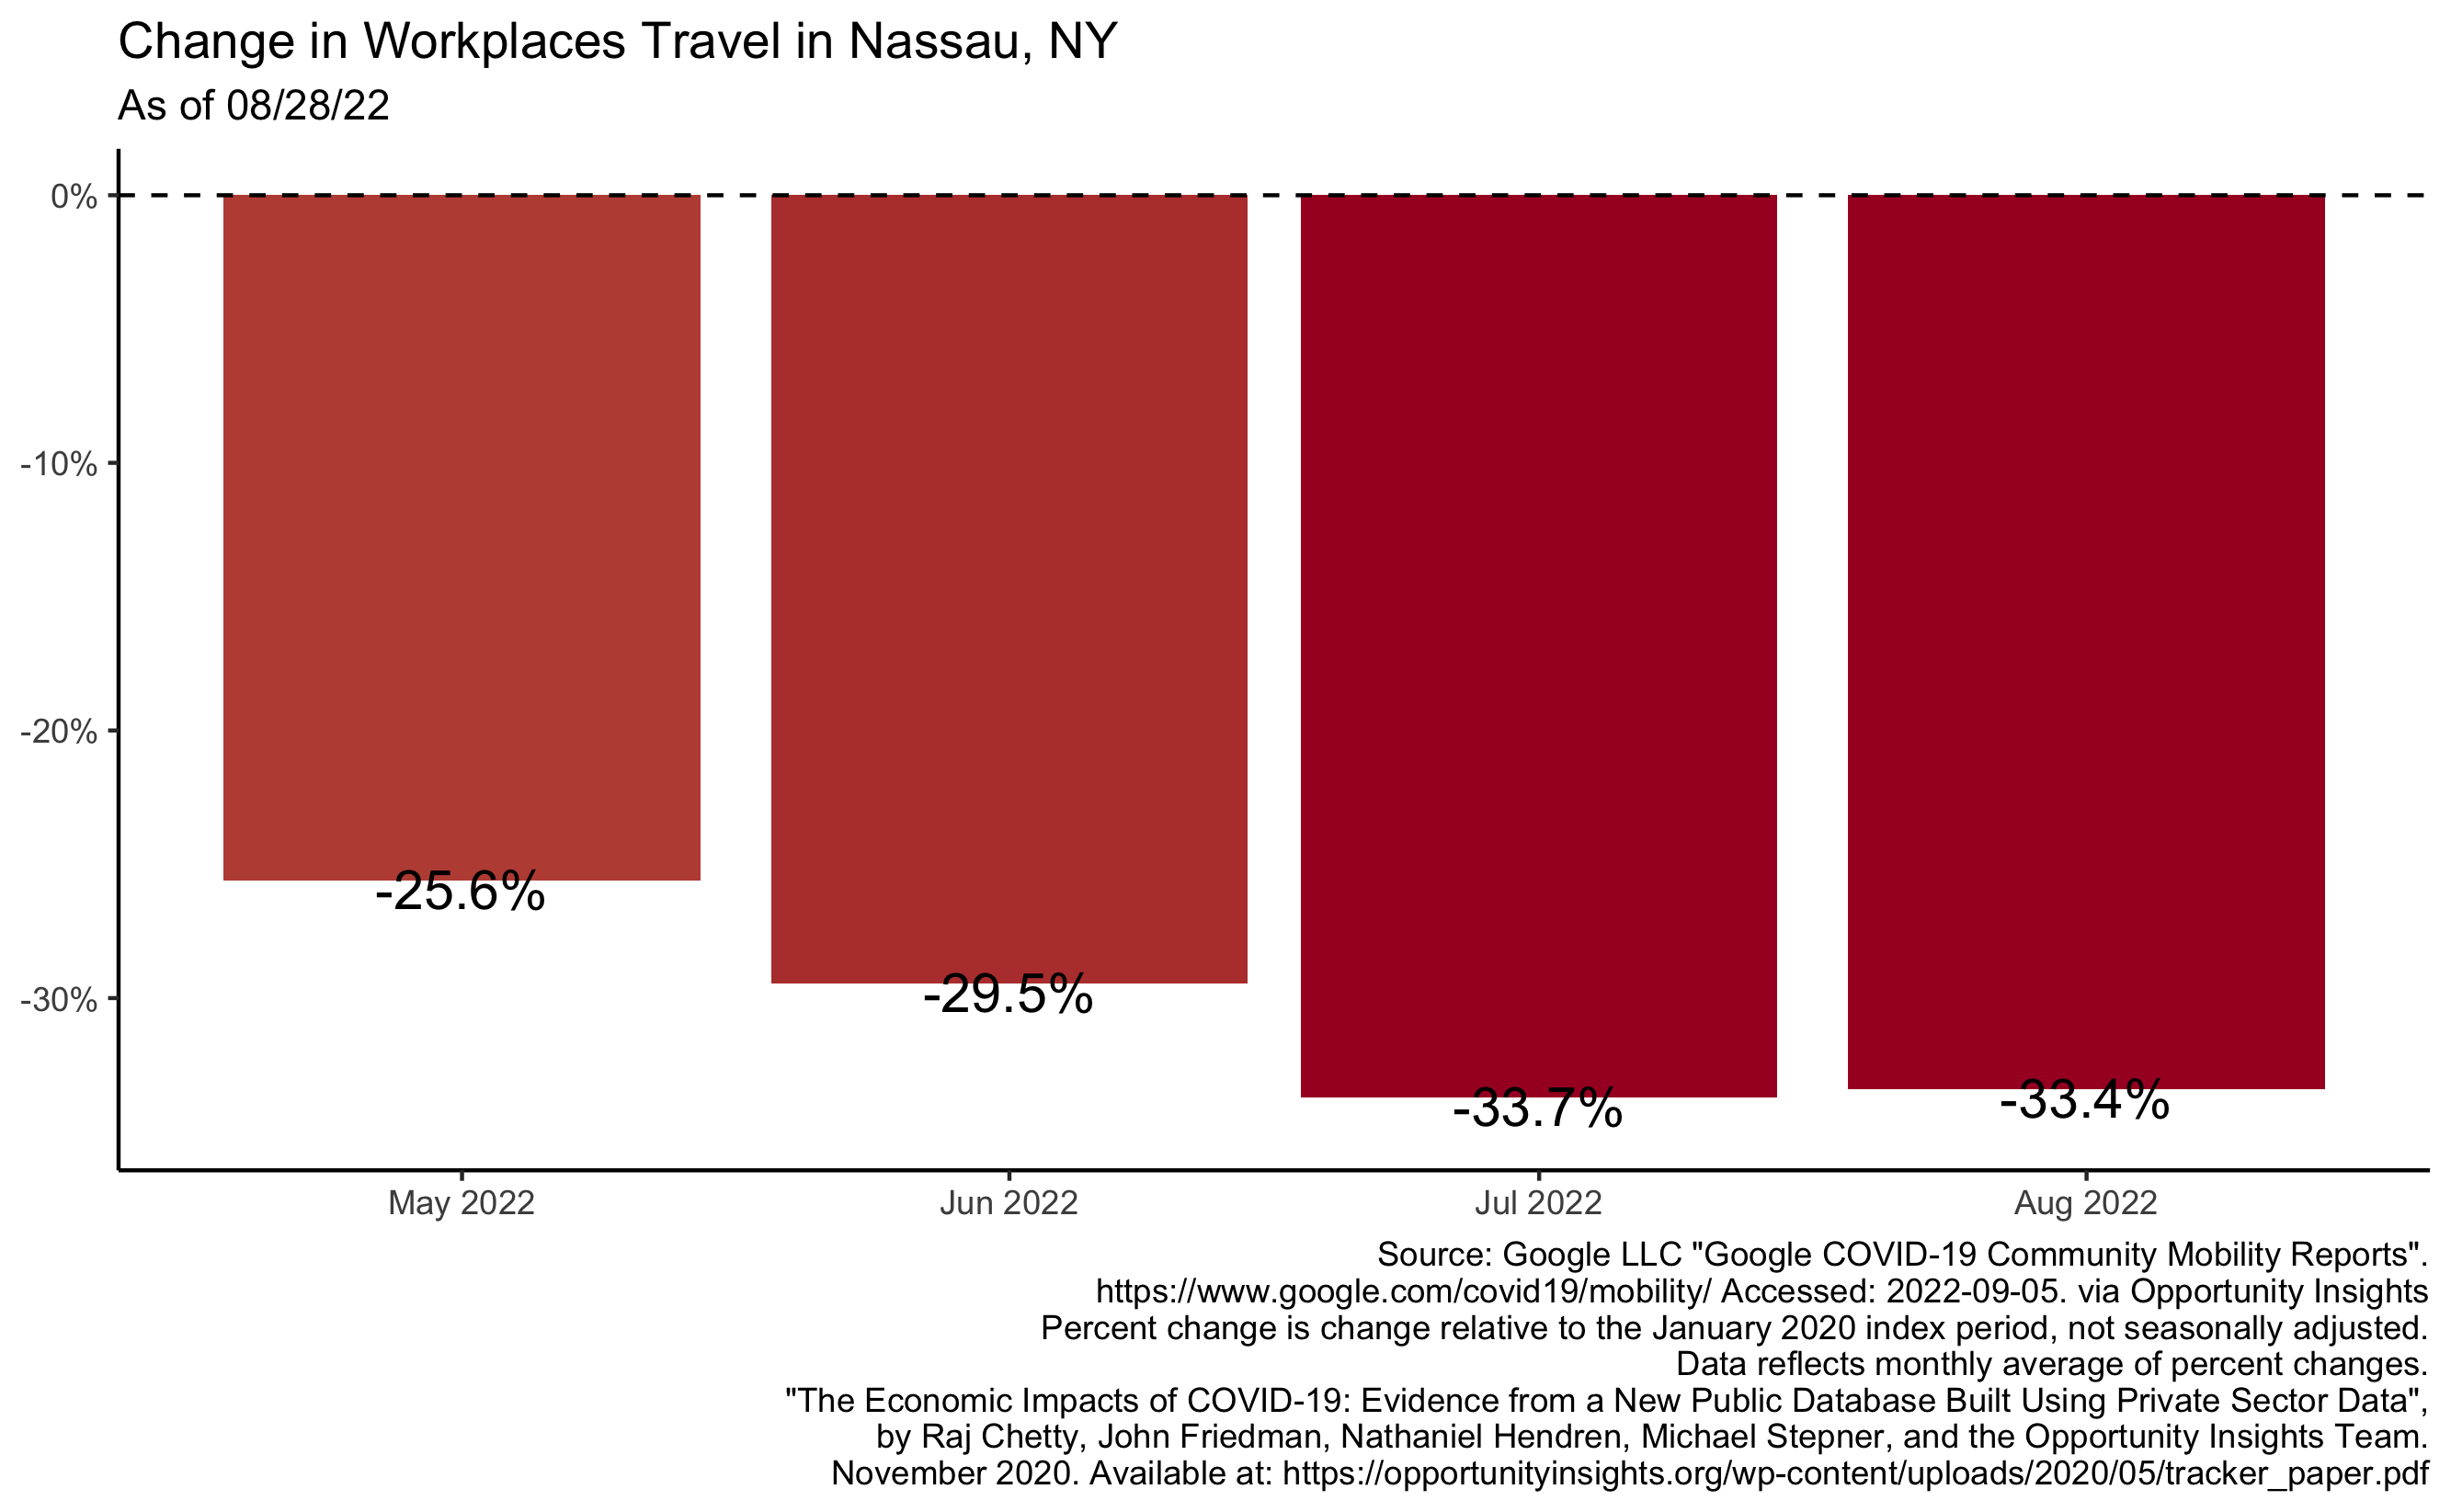 Change in Workplaces Travel in Nassau, NY
As of 08/28/22
0%
-10%
-20%
-30%
-25.6%
-29.5%
-33.7%
-33.4%
May 2022
Jun 2022
Jul 2022
Aug 2022
Source: Google LLC "Google COVID-19 Community Mobility Reports".
https://www.google.com/covid19/mobility/ Accessed: 2022-09-05. via Opportunity Insights
Percent change is change relative to the January 2020 index period, not seasonally adjusted.
Data reflects monthly average of percent changes.
"The Economic Impacts of COVID-19: Evidence from a New Public Database Built Using Private Sector Data",
by Raj Chetty, John Friedman, Nathaniel Hendren, Michael Stepner, and the Opportunity Insights Team.
November 2020. Available at: https://opportunityinsights.org/wp-content/uploads/2020/05/tracker_paper.pdf